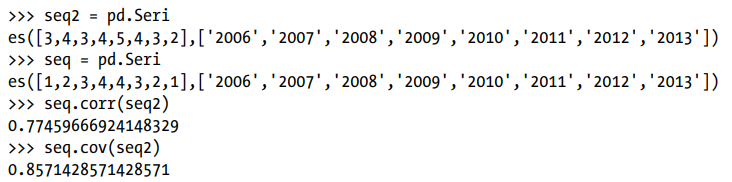 >>> seq2 = pd.Seri
es([3,4,3,4,5,4,3,2],['2006','2007','2008','2009','2010','2011','2012','2013'])
>>> seq = pd.Seri
es([1,2,3,4,4,3,2,1],['2006','2007','2008','2009','2010','2011','2012','2013'])
>>> seq.corr(seq2)
0.77459666924148329
>>> seq.cov(seq2)
0.8571428571428571